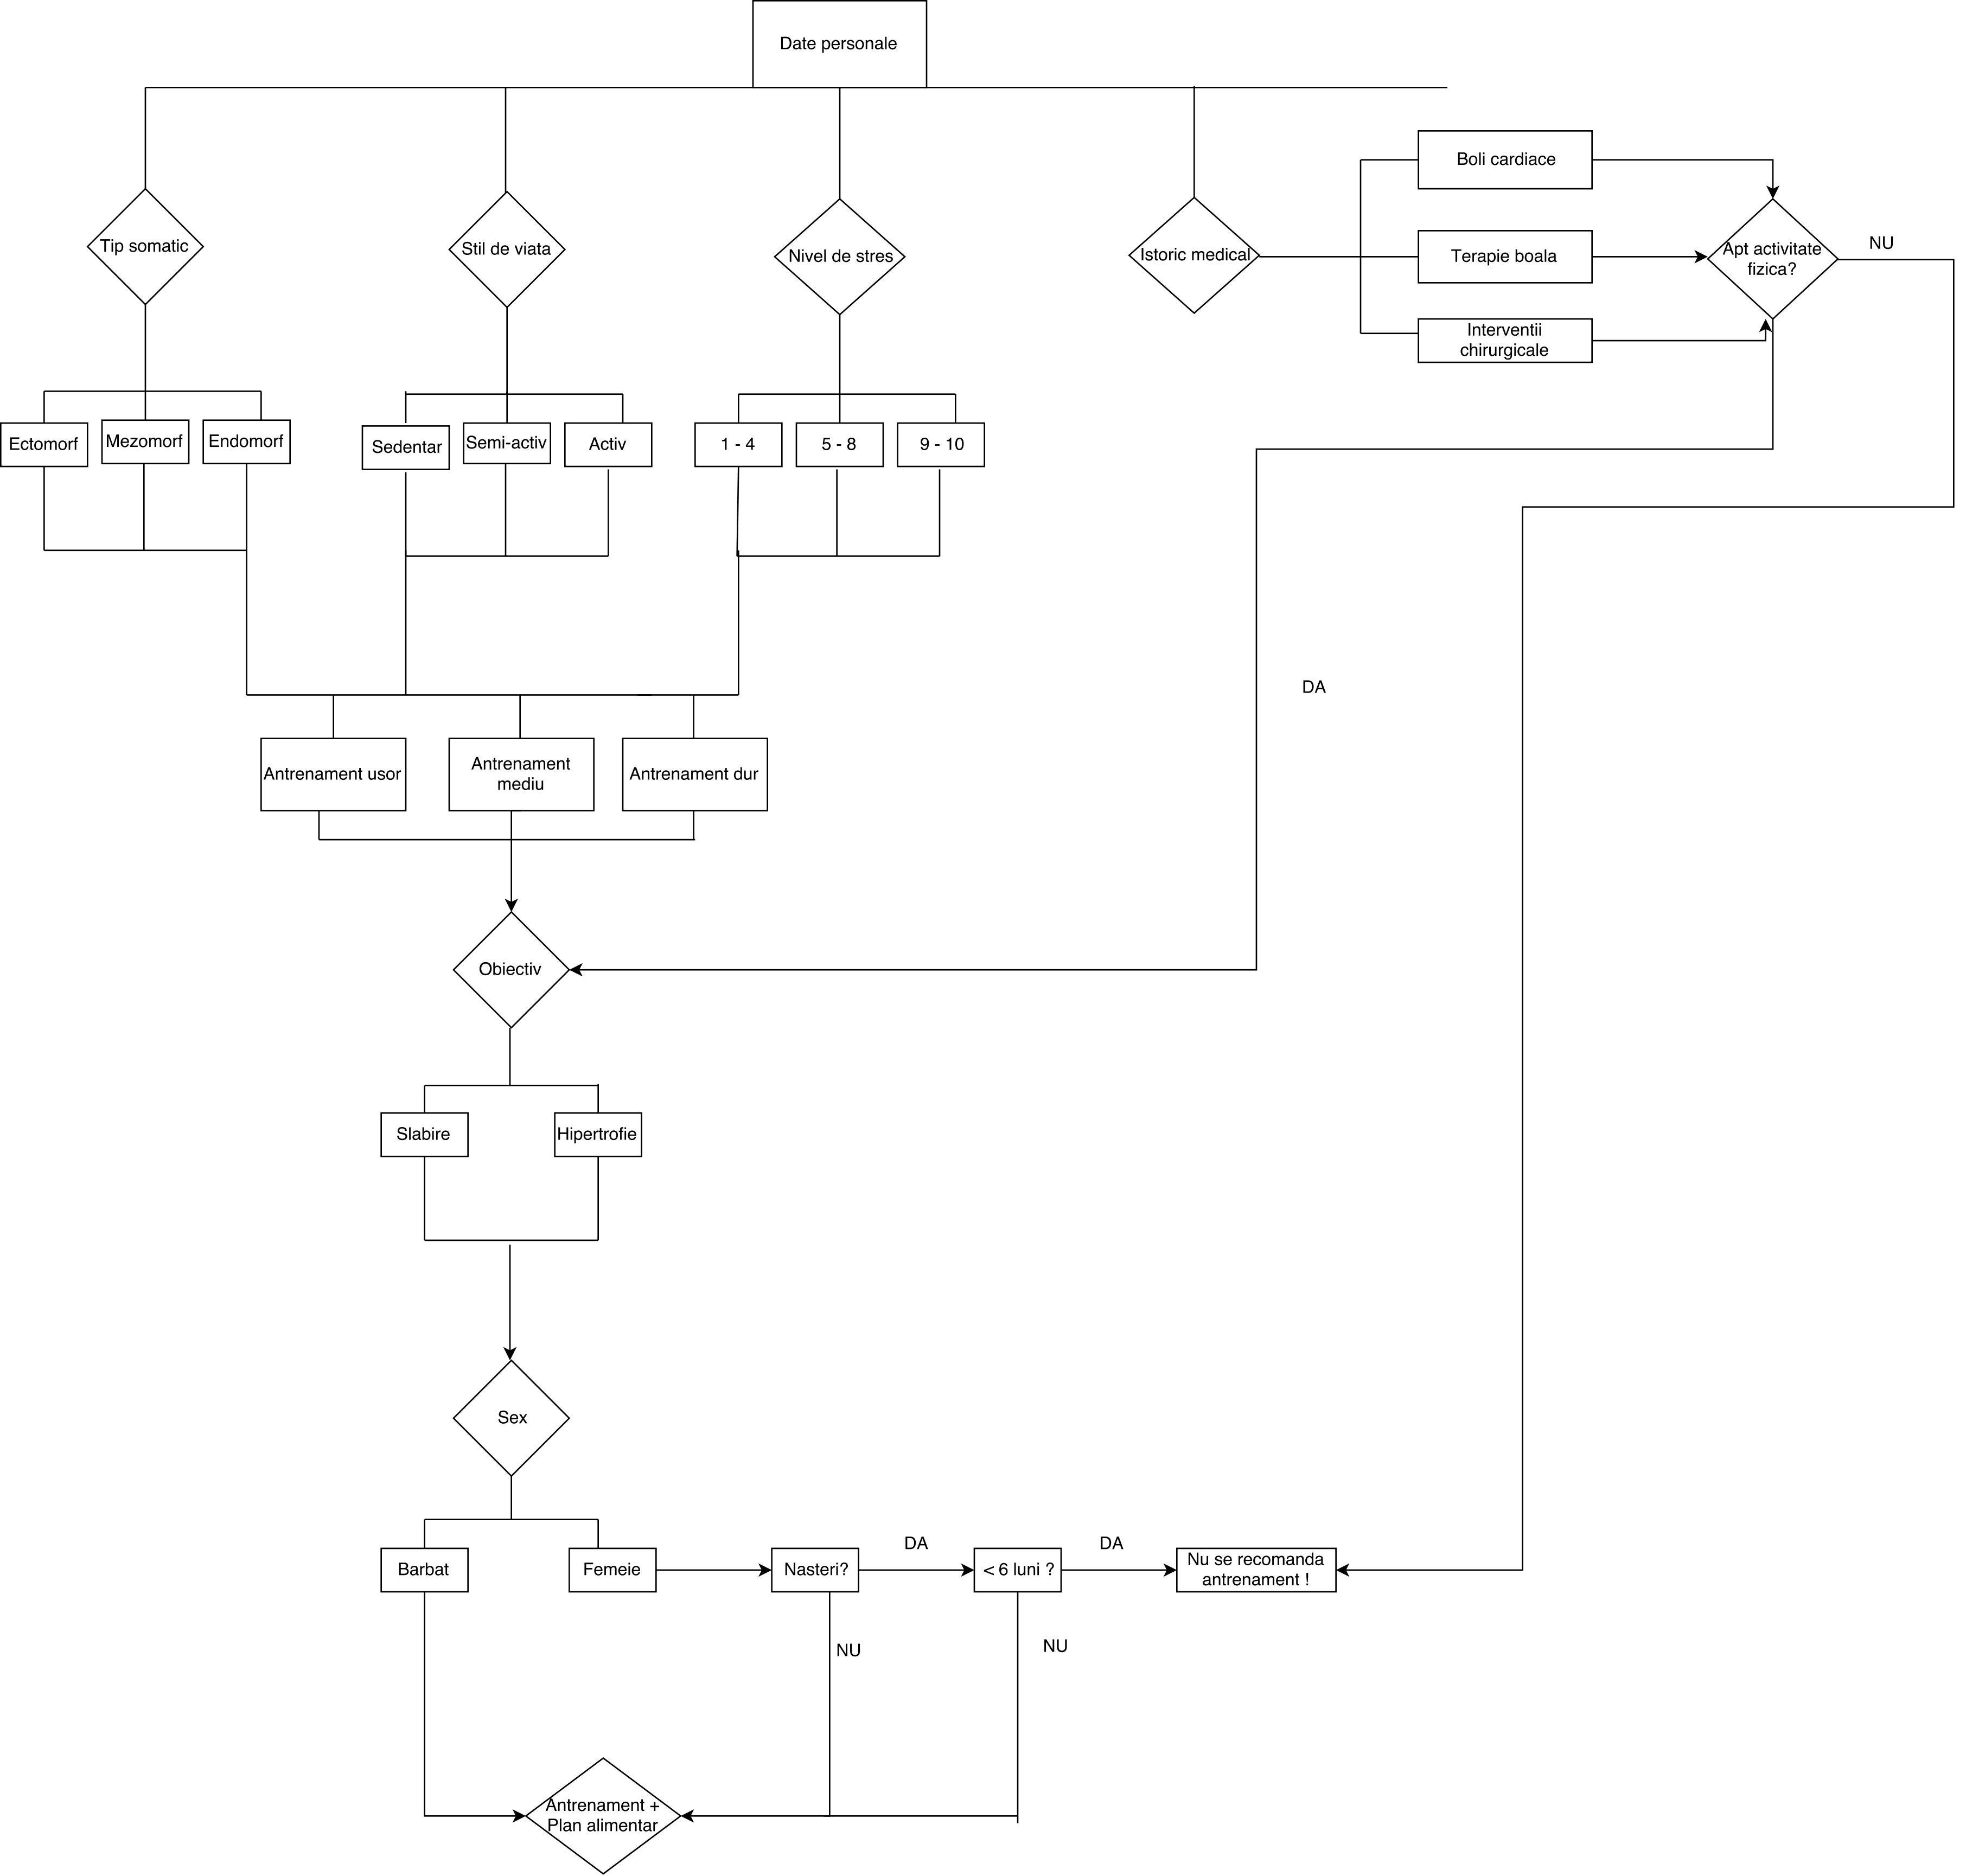 Date personale
Boli cardiace
Tip somatic
Stil de viata
Nivel de stres
Istoric medical
Terapie boala
Apt activitate
fizica?
NU
Interventii
chirurgicale
Ectomorf
Mezomorf
Endomorf
Sedentar
Semi-activ
Activ
1 - 4
5 - 8
9 - 10
DA
Antrenament usor
Antrenament
mediu
Antrenament dur
Obiectiv
Slabire
Hipertrofie
Sex
Barbat
Femeie
Nasteri?
DA
< 6 luni ?
DA
Nu se recomanda
antrenament !
NU
NU
Antrenament +
Plan alimentar